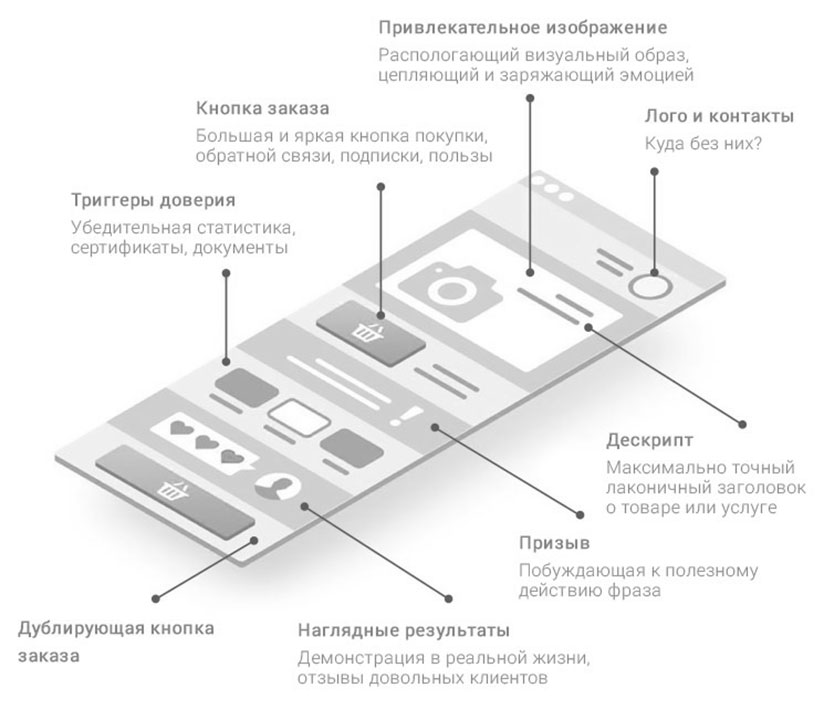 Привлекательное изображение
Распологающий визуальный образ,
цепляющий и заряжающий эмоцией
Кнопка заказа
Большая и яркая кнопка покупки,
обратной связи, подписки, пользы
Лого и контакты
Куда без них?
Триггеры доверия
Убедительная статистика,
сертификаты, документы
Дескрипт
Максимально точный
лаконичный заголовок
о товаре или услуге
Призыв
Побуждающая к полезному
действию фраза
Дублирующая кнопка
заказа
Наглядные результаты
Демонстрация в реальной жизни,
отзывы довольных клиентов